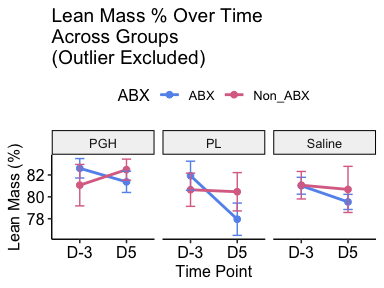 Lean Mass % Over Time
Across Groups
(Outlier Excluded)
ABX ABX Non_ABX
PGH PL Saline
Lean Mass (%)
82
80
78
D-3 D5 D-3 D5 D-3 D5
Time Point